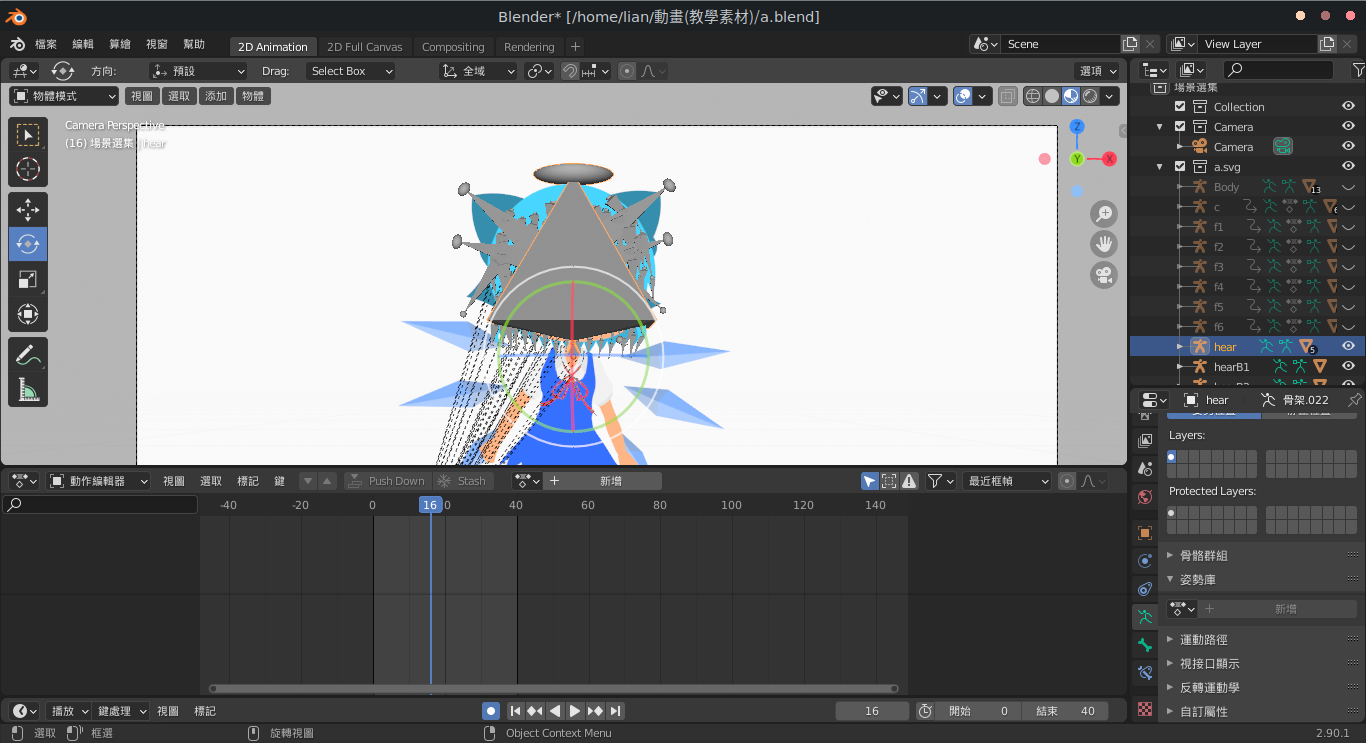 Blender* [/home/lian/動畫(教學素材)/a.blend]
檔案 編輯 算繪 視窗 幫助 2D Animation 2D Full Canvas Compositing Rendering + Scene View Layer
方向: 預設 Drag: Select Box 全域 選項
物體模式 視圖 選取 添加 物體
Camera Perspective
(16) 場景選集 | hear
Z
X
Y
場景選集
Collection
Camera
Camera
a.svg
Body 13
c 6
f1
f2
f3
f4
f5
f6
hear 5
hearB1
hear 骨架.022
Layers:
Protected Layers:
骨骼群組
姿勢庫
新增
運動路徑
視接口顯示
反轉運動學
自訂屬性
動作編輯器 視圖 選取 標記 鍵 Push Down Stash 新增 最近框幀
-40 -20 0 16 0 40 60 80 100 120 140
播放 鍵處理 視圖 標記 16 開始 0 結束 40
選取 框選 旋轉視圖 Object Context Menu 2.90.1